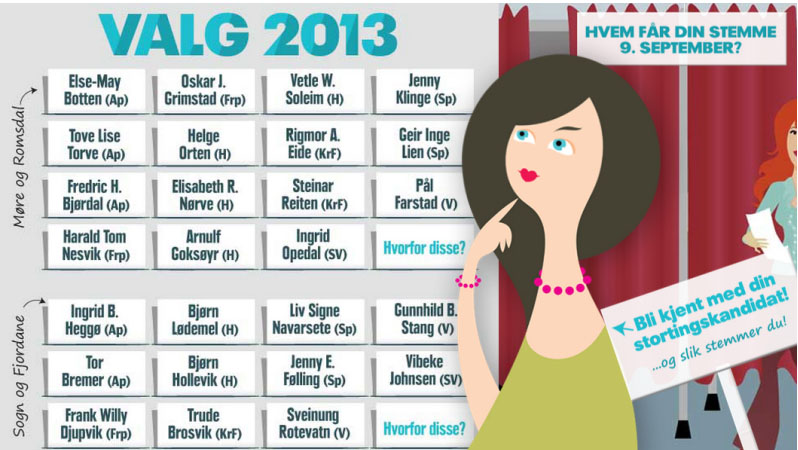 VALG 2013
HVEM FÅR DIN STEMME
9. SEPTEMBER?
Møre og Romsdal
Else-May
Botten (Ap)
Oskar J.
Grimstad (Frp)
Vetle W.
Soleim (H)
Jenny
Klinge (Sp)
Tove Lise
Torve (Ap)
Helge
Orten (H)
Rigmor A.
Eide (KrF)
Geir Inge
Lien (Sp)
Fredric H.
Bjørdal (Ap)
Elisabeth R.
Nørve (H)
Steinar
Reiten (KrF)
Pål
Farstad (V)
Harald Tom
Nesvik (Frp)
Arnulf
Goksøyr (H)
Ingrid
Opedal (SV)
Hvorfor disse?
Sogn og Fjordane
Ingrid B.
Heggø (Ap)
Bjørn
Lødemel (H)
Liv Signe
Navarsete (Sp)
Gunnhild B.
Stang (V)
Tor
Bremer (Ap)
Bjørn
Hollevik (H)
Jenny E.
Følling (Sp)
Vibeke
Johnsen (SV)
Frank Willy
Djupvik (Frp)
Trude
Brosvik (KrF)
Sveinung
Rotevatn (V)
Hvorfor disse?
Bli kjent med din
stortingskandidat!
...og slik stemmer du!